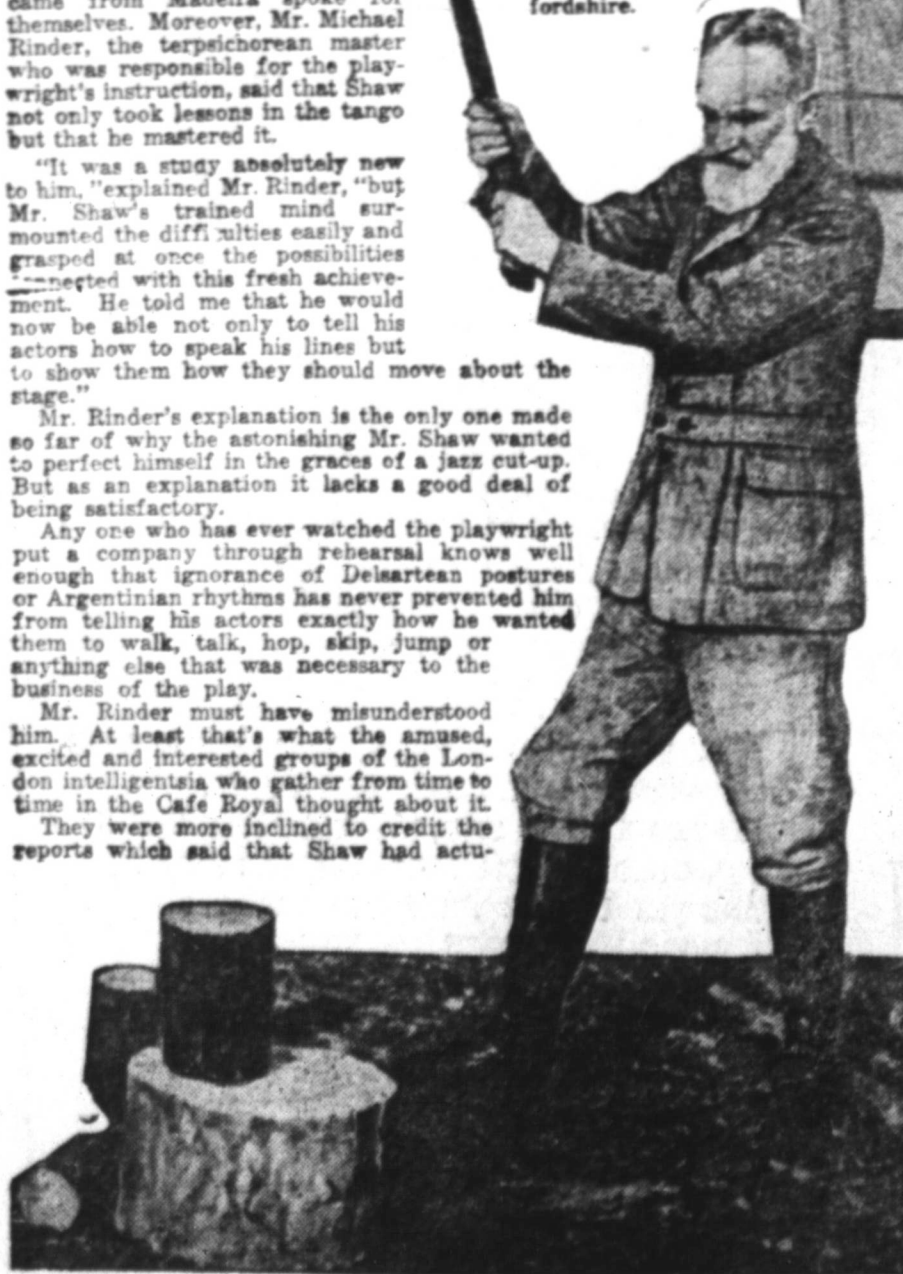 came from Madeira spoke for
themselves. Moreover, Mr. Michael
Rinder, the terpsichorean master
who was responsible for the play-
wright's instruction, said that Shaw
not only took lessons in the tango
but that he mastered it.
"It was a study absolutely new
to him, "explained Mr. Rinder, "but
Mr. Shaw's trained mind sur-
mounted the diffi ulties easily and
grasped at once the possibilities
with this fresh achieve-
ment. He told me that he would
now be able not only to tell his
actors how to speak his lines but
to show them how they should move about the
stage."
Mr. Rinder's explanation is the only one made
so far of why the astonishing Mr. Shaw wanted
to perfect himself in the graces of a jazz cut-up.
But as an explanation it lacks a good deal of
being satisfactory.
Any one who has ever watched the playwright
put a company through rehearsal knows well
enough that ignorance of Delsartean postures
or Argentinian rhythms has never prevented him
from telling his actors exactly how he wanted
them to walk, talk, hop, skip, jump or
anything else that was necessary to the
business of the play.
Mr. Rinder must have misunderstood
him. At least that's what the amused,
excited and interested groups of the Lon-
don intelligentsia who gather from time to
time in the Cafe Royal thought about it.
They were more inclined to credit the
reports which said that Shaw had actu-
fordshire.